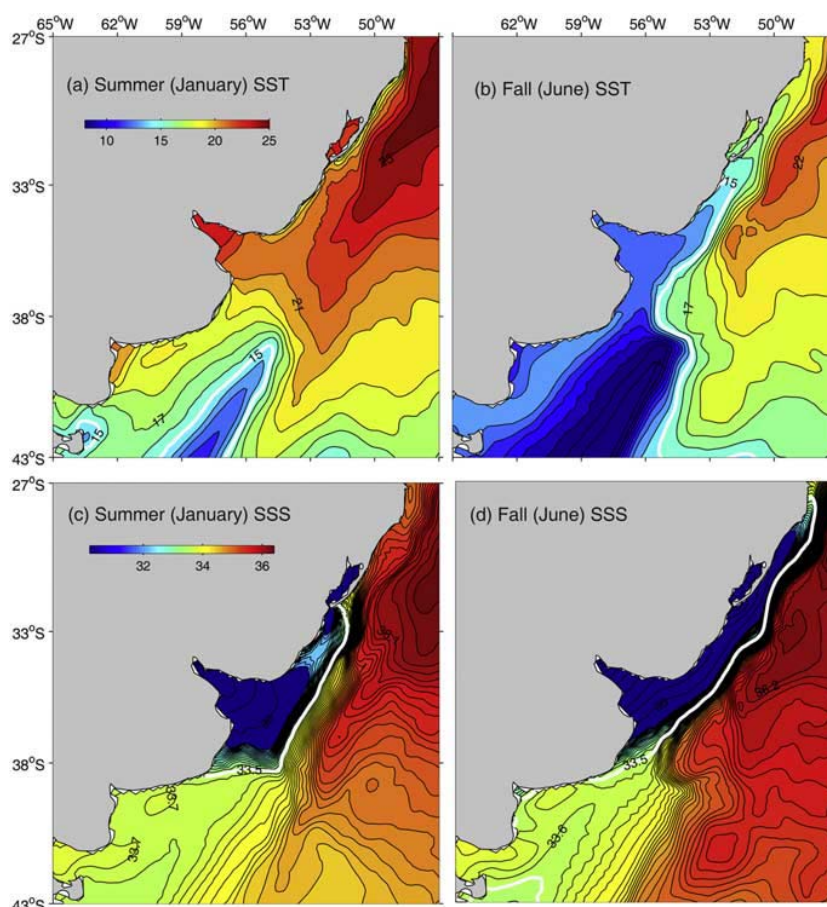 65°W 62°W 59°W 56°W 53°W 50°W
62°W 59°W 56°W 53°W 50°W
27°S
(a) Summer (January) SST
10 15 20 25
25
33°S
21
38°S
15
17
15
43°S
(b) Fall (June) SST
22
15
17
27°S
(c) Summer (January) SSS
32 34 36
33°S
38°S
33.5
33.7
43°S
(d) Fall (June) SSS
36.2
33.5
33.6